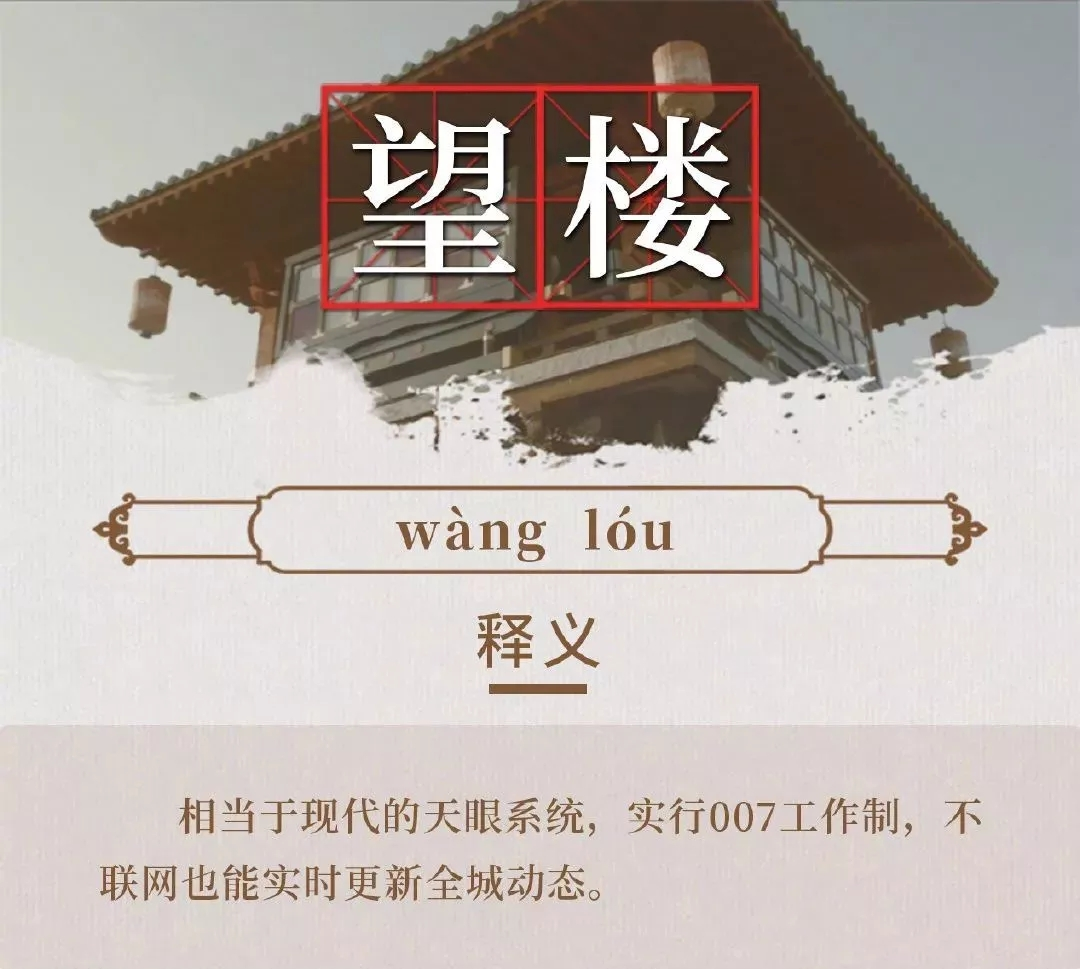 望楼
wàng lóu
释义
相当于现代的天眼系统，实行007工作制，不
联网也能实时更新全城动态。